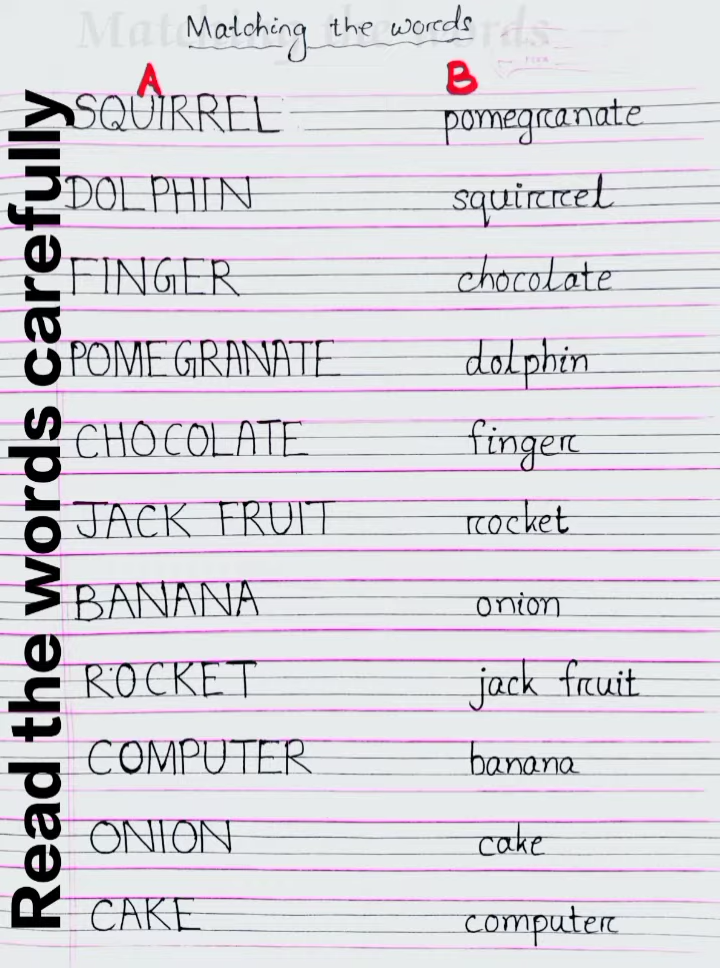 Matching the words
A B
SQUIRREL pomegranate
DOLPHIN squirrel
FINGER chocolate
POMEGRANATE dolphin
CHOCOLATE finger
JACK FRUIT rocket
BANANA onion
ROCKET jack fruit
COMPUTER banana
ONION cake
CAKE computer
Read the words carefully